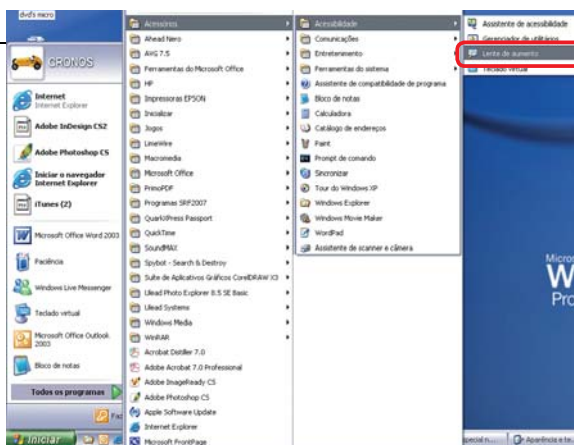 dvd's micro
CRONOS
Internet
Internet Explorer
Adobe InDesign CS2
Adobe Photoshop CS
Iniciar o navegador
Internet Explorer
iTunes (2)
Microsoft Office Word 2003
Paciência
Windows Live Messenger
Teclado virtual
Microsoft Office Outlook
2003
Bloco de notas
Todos os programas
Iniciar
Acessórios
Ahead Nero
AVG 7.5
Ferramentas do Microsoft Office
HP
Impressoras EPSON
Inicializar
Jogos
LimeWire
Macromedia
Microsoft Office
PrimoPDF
Programas SRF2007
QuarkXPress Passport
QuickTime
SoundMAX
Spybot - Search & Destroy
Suite de Aplicativos Gráficos CorelDRAW X3
Ulead Photo Explorer 8.5 SE Basic
Ulead Systems
Windows Media
WinRAR
Acrobat Distiller 7.0
Adobe Acrobat 7.0 Professional
Adobe ImageReady CS
Adobe Photoshop CS
Apple Software Update
Internet Explorer
Microsoft FrontPage
Acessibilidade
Comunicações
Entretenimento
Ferramentas do sistema
Assistente de compatibilidade de programa
Bloco de notas
Calculadora
Catálogo de endereços
Paint
Prompt de comando
Sincronizar
Tour do Windows XP
Windows Explorer
Windows Movie Maker
WordPad
Assistente de scanner e câmera
Assistente de acessibilidade
Gerenciador de utilitários
Lente de aumento
Teclado virtual
Micros
W
Pro
special n...
Aparência e te